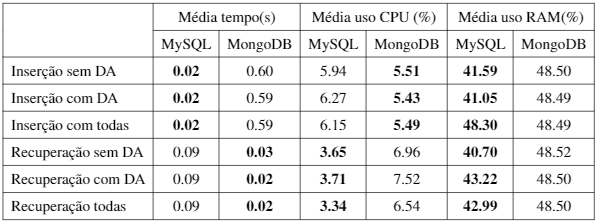 Média tempo(s) Média uso CPU (%) Média uso RAM(%)
MySQL MongoDB MySQL MongoDB MySQL MongoDB
Inserção sem DA 0.02 0.60 5.94 5.51 41.59 48.50
Inserção com DA 0.02 0.59 6.27 5.43 41.05 48.49
Inserção com todas 0.02 0.59 6.15 5.49 48.30 48.49
Recuperação sem DA 0.09 0.03 3.65 6.96 40.70 48.52
Recuperação com DA 0.09 0.02 3.71 7.52 43.22 48.50
Recuperação todas 0.09 0.02 3.34 6.54 42.99 48.50